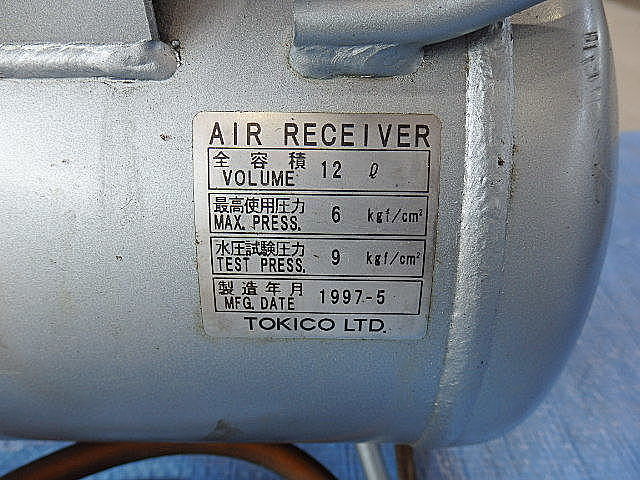 AIR RECEIVER
全容積
VOLUME 12 ℓ
最高使用圧力
MAX. PRESS. 6 kgf/cm²
水圧試験圧力
TEST PRESS. 9 kgf/cm²
製造年月
MFG. DATE 1997-5
TOKICO LTD.